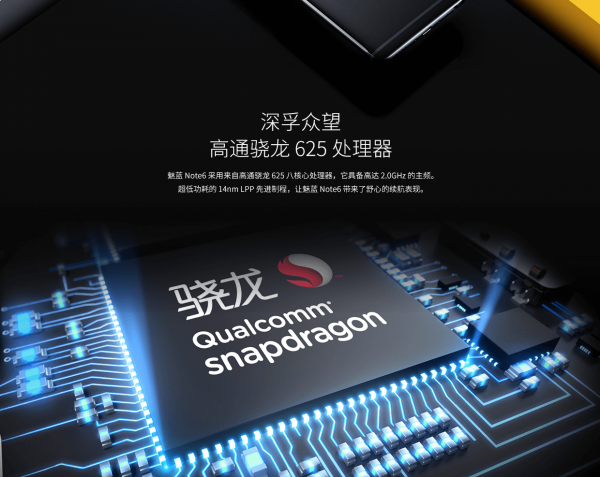 深孚众望
高通骁龙 625 处理器
魅蓝 Note6 采用来自高通骁龙 625 八核心处理器，它具备高达 2.0GHz 的主频。
超低功耗的 14nm LPP 先进制程，让魅蓝 Note6 带来了舒心的续航表现。
骁龙
Qualcomm
snapdragon